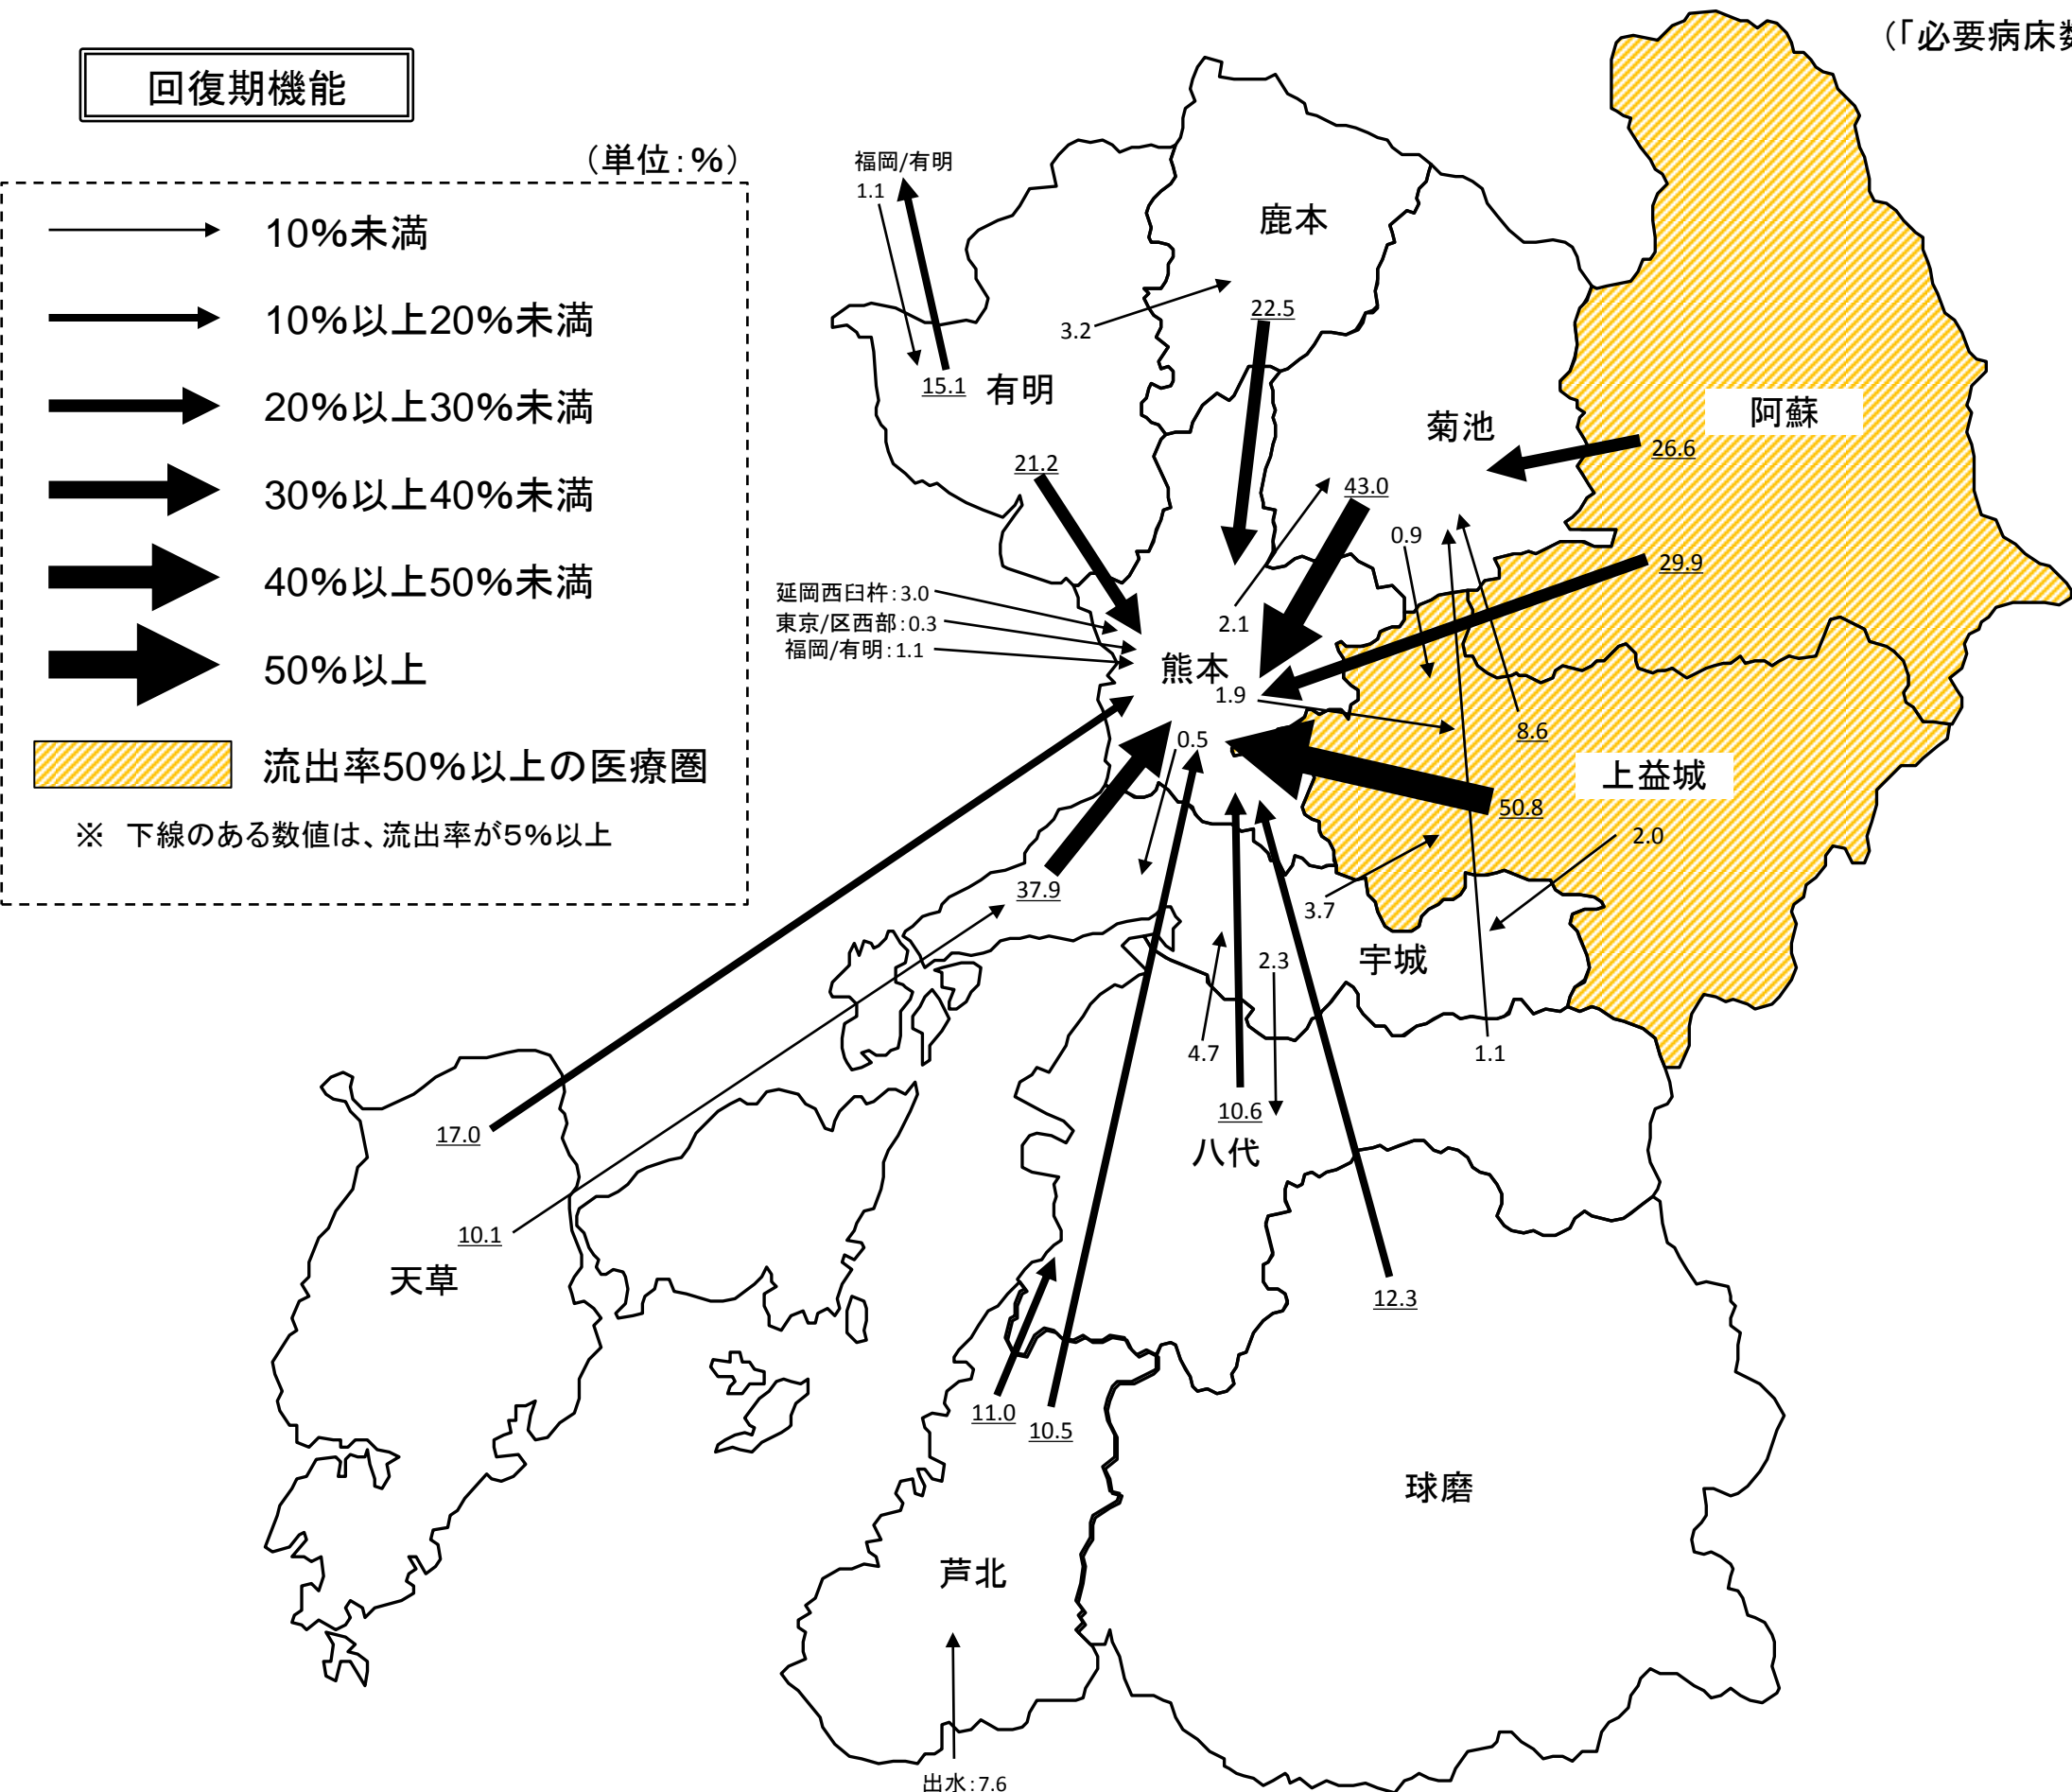 （「必要病床数
回復期機能
（単位：％）
10%未満
10%以上20%未満
20%以上30%未満
30%以上40%未満
40%以上50%未満
50%以上
流出率50%以上の医療圏
※　下線のある数値は、流出率が５％以上
福岡/有明
1.1
鹿本
3.2
22.5
15.1
有明
阿蘇
菊池
26.6
21.2
43.0
0.9
29.9
延岡西臼杵：3.0
東京/区西部：0.3
福岡/有明：1.1
2.1
熊本
1.9
8.6
0.5
上益城
50.8
2.0
37.9
3.7
宇城
2.3
4.7
1.1
10.6
八代
17.0
10.1
天草
12.3
11.0
10.5
球磨
芦北
出水：7.6